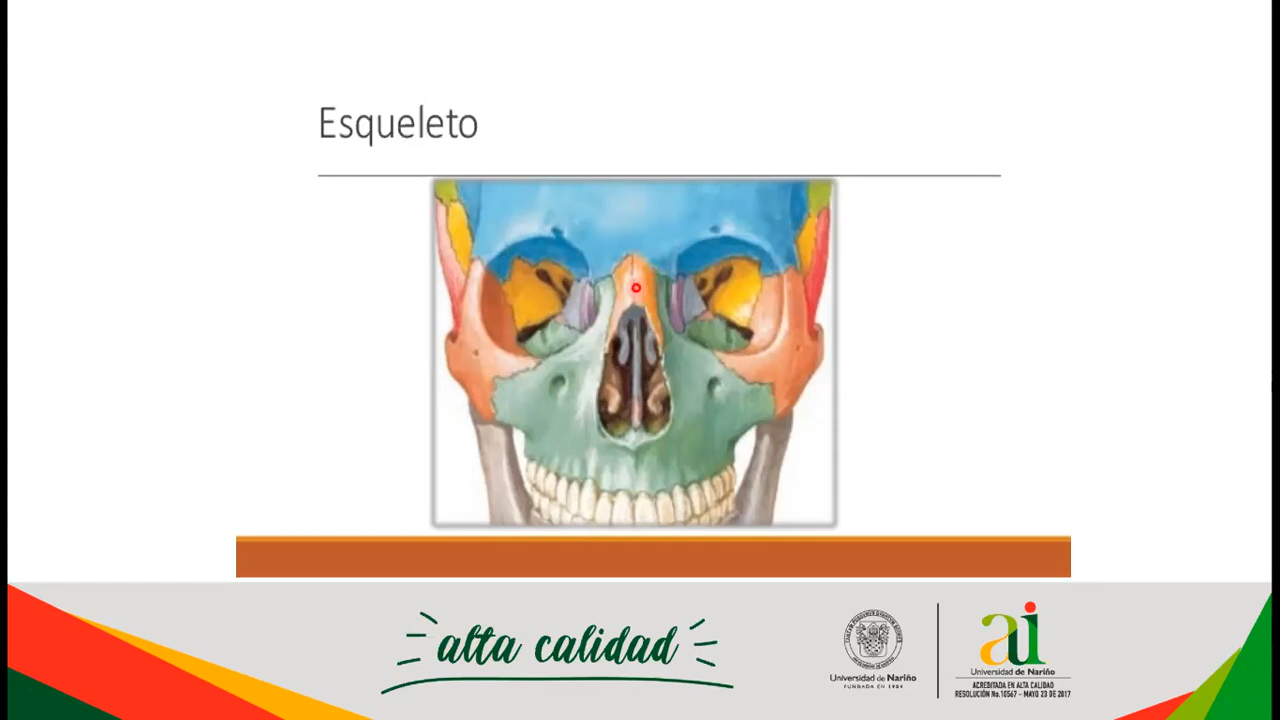 Esqueleto
alta calidad
Universidad de Nariño
FUNDADA EN 1904
ai
Universidad de Nariño
ACREDITADA EN ALTA CALIDAD
RESOLUCIÓN No.10567 - MAYO 23 DE 2017